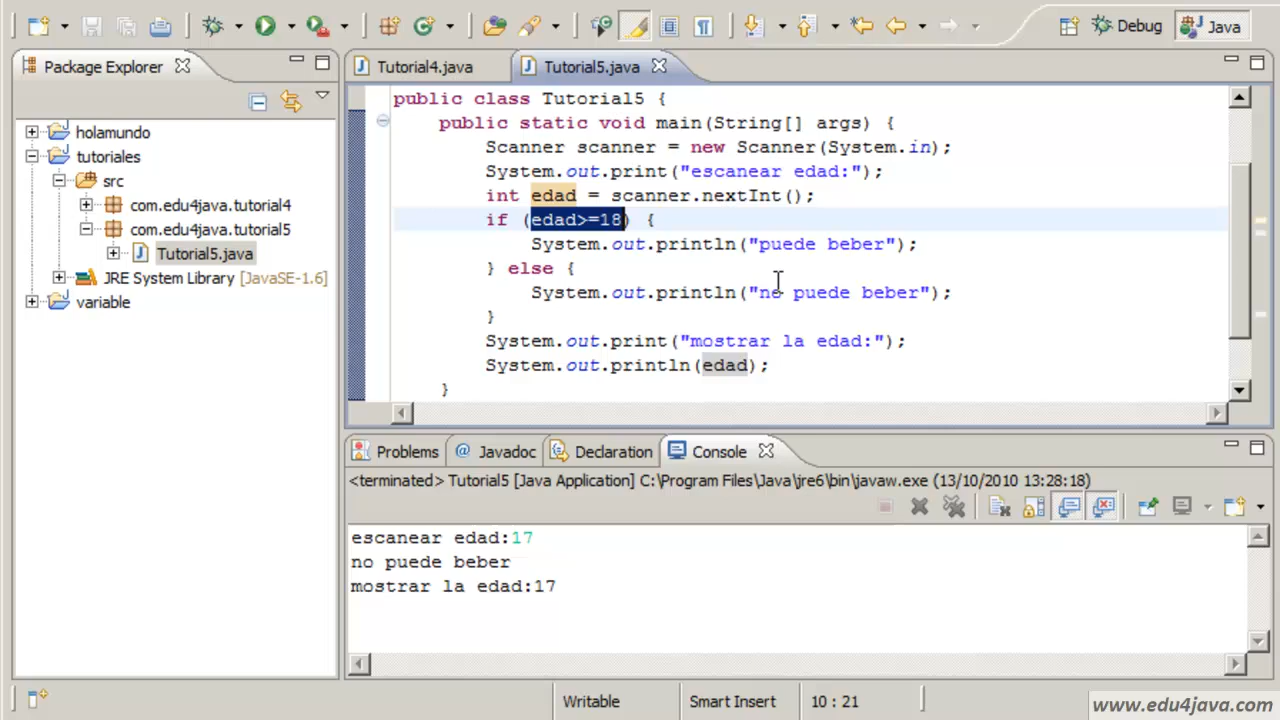 Debug
Java
Package Explorer
holamundo
tutoriales
src
com.edu4java.tutorial4
com.edu4java.tutorial5
Tutorial5.java
JRE System Library [JavaSE-1.6]
variable
Tutorial4.java
Tutorial5.java
public class Tutorial5 {
public static void main(String[] args) {
Scanner scanner = new Scanner(System.in);
System.out.print("escanear edad:");
int edad = scanner.nextInt();
if (edad>=18) {
System.out.println("puede beber");
} else {
System.out.println("no puede beber");
}
System.out.print("mostrar la edad:");
System.out.println(edad);
}
Problems
@ Javadoc
Declaration
Console
<terminated> Tutorial5 [Java Application] C:\Program Files\Java\jre6\bin\javaw.exe (13/10/2010 13:28:18)
escanear edad:17
no puede beber
mostrar la edad:17
Writable
Smart Insert
10 : 21
www.edu4java.com